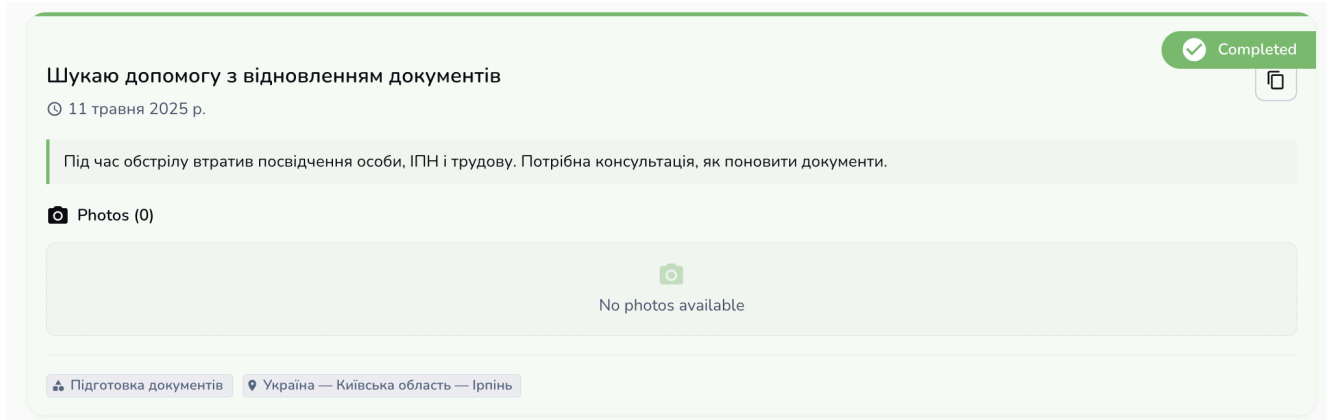 Completed
Шукаю допомогу з відновленням документів
11 травня 2025 р.
Під час обстрілу втратив посвідчення особи, ІПН і трудову. Потрібна консультація, як поновити документи.
Photos (0)
No photos available
Підготовка документів
Україна — Київська область — Ірпінь